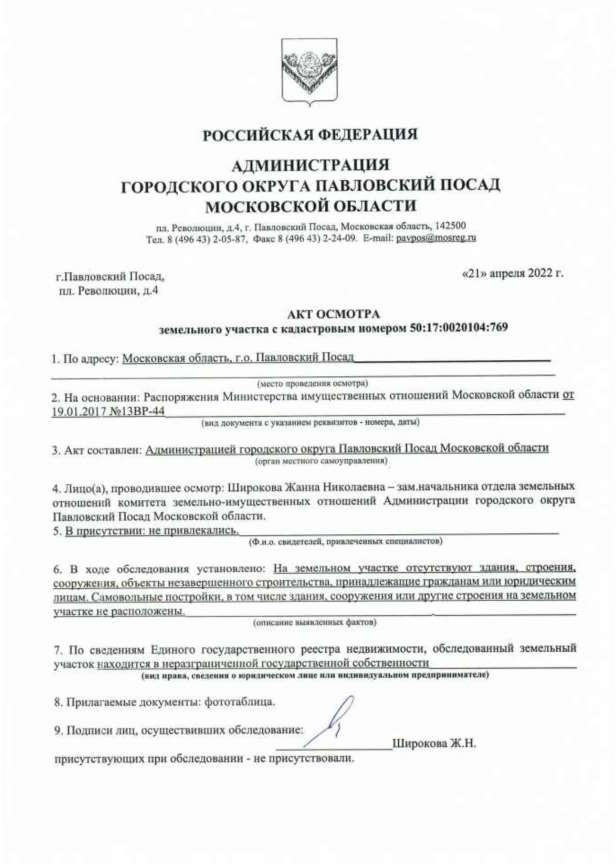 РОССИЙСКАЯ ФЕДЕРАЦИЯ
АДМИНИСТРАЦИЯ
ГОРОДСКОГО ОКРУГА ПАВЛОВСКИЙ ПОСАД
МОСКОВСКОЙ ОБЛАСТИ
пл. Революции, д.4, г. Павловский Посад, Московская область, 142500
Тел. 8 (496 43) 2-05-87, Факс 8 (496 43) 2-24-09. E-mail: pavpos@mosreg.ru
г.Павловский Посад,
«21» апреля 2022 г.
пл. Революции, д.4
АКТ ОСМОТРА
земельного участка с кадастровым номером 50:17:0020104:769
1. По адресу: Московская область, г.о. Павловский Посад
(место проведения осмотра)
2. На основании: Распоряжения Министерства имущественных отношений Московской области от
19.01.2017 №13ВР-44
(вид документа с указанием реквизитов - номера, даты)
3. Акт составлен: Администрацией городского округа Павловский Посад Московской области
(орган местного самоуправления)
4. Лицо(а), проводившее осмотр: Широкова Жанна Николаевна – зам.начальника отдела земельных
отношений комитета земельно-имущественных отношений Администрации городского округа
Павловский Посад Московской области.
5. В присутствии: не привлекались.
(Ф.и.о. свидетелей, привлеченных специалистов)
6. В ходе обследования установлено: На земельном участке отсутствуют здания, строения,
сооружения, объекты незавершенного строительства, принадлежащие гражданам или юридическим
лицам. Самовольные постройки, в том числе здания, сооружения или другие строения на земельном
участке не расположены.
(описание выявленных фактов)
7. По сведениям Единого государственного реестра недвижимости, обследованный земельный
участок находится в неразграниченной государственной собственности
(вид права, сведения о юридическом лице или индивидуальном предпринимателе)
8. Прилагаемые документы: фототаблица.
9. Подписи лиц, осуществивших обследование:
Широкова Ж.Н.
присутствующих при обследовании - не присутствовали.